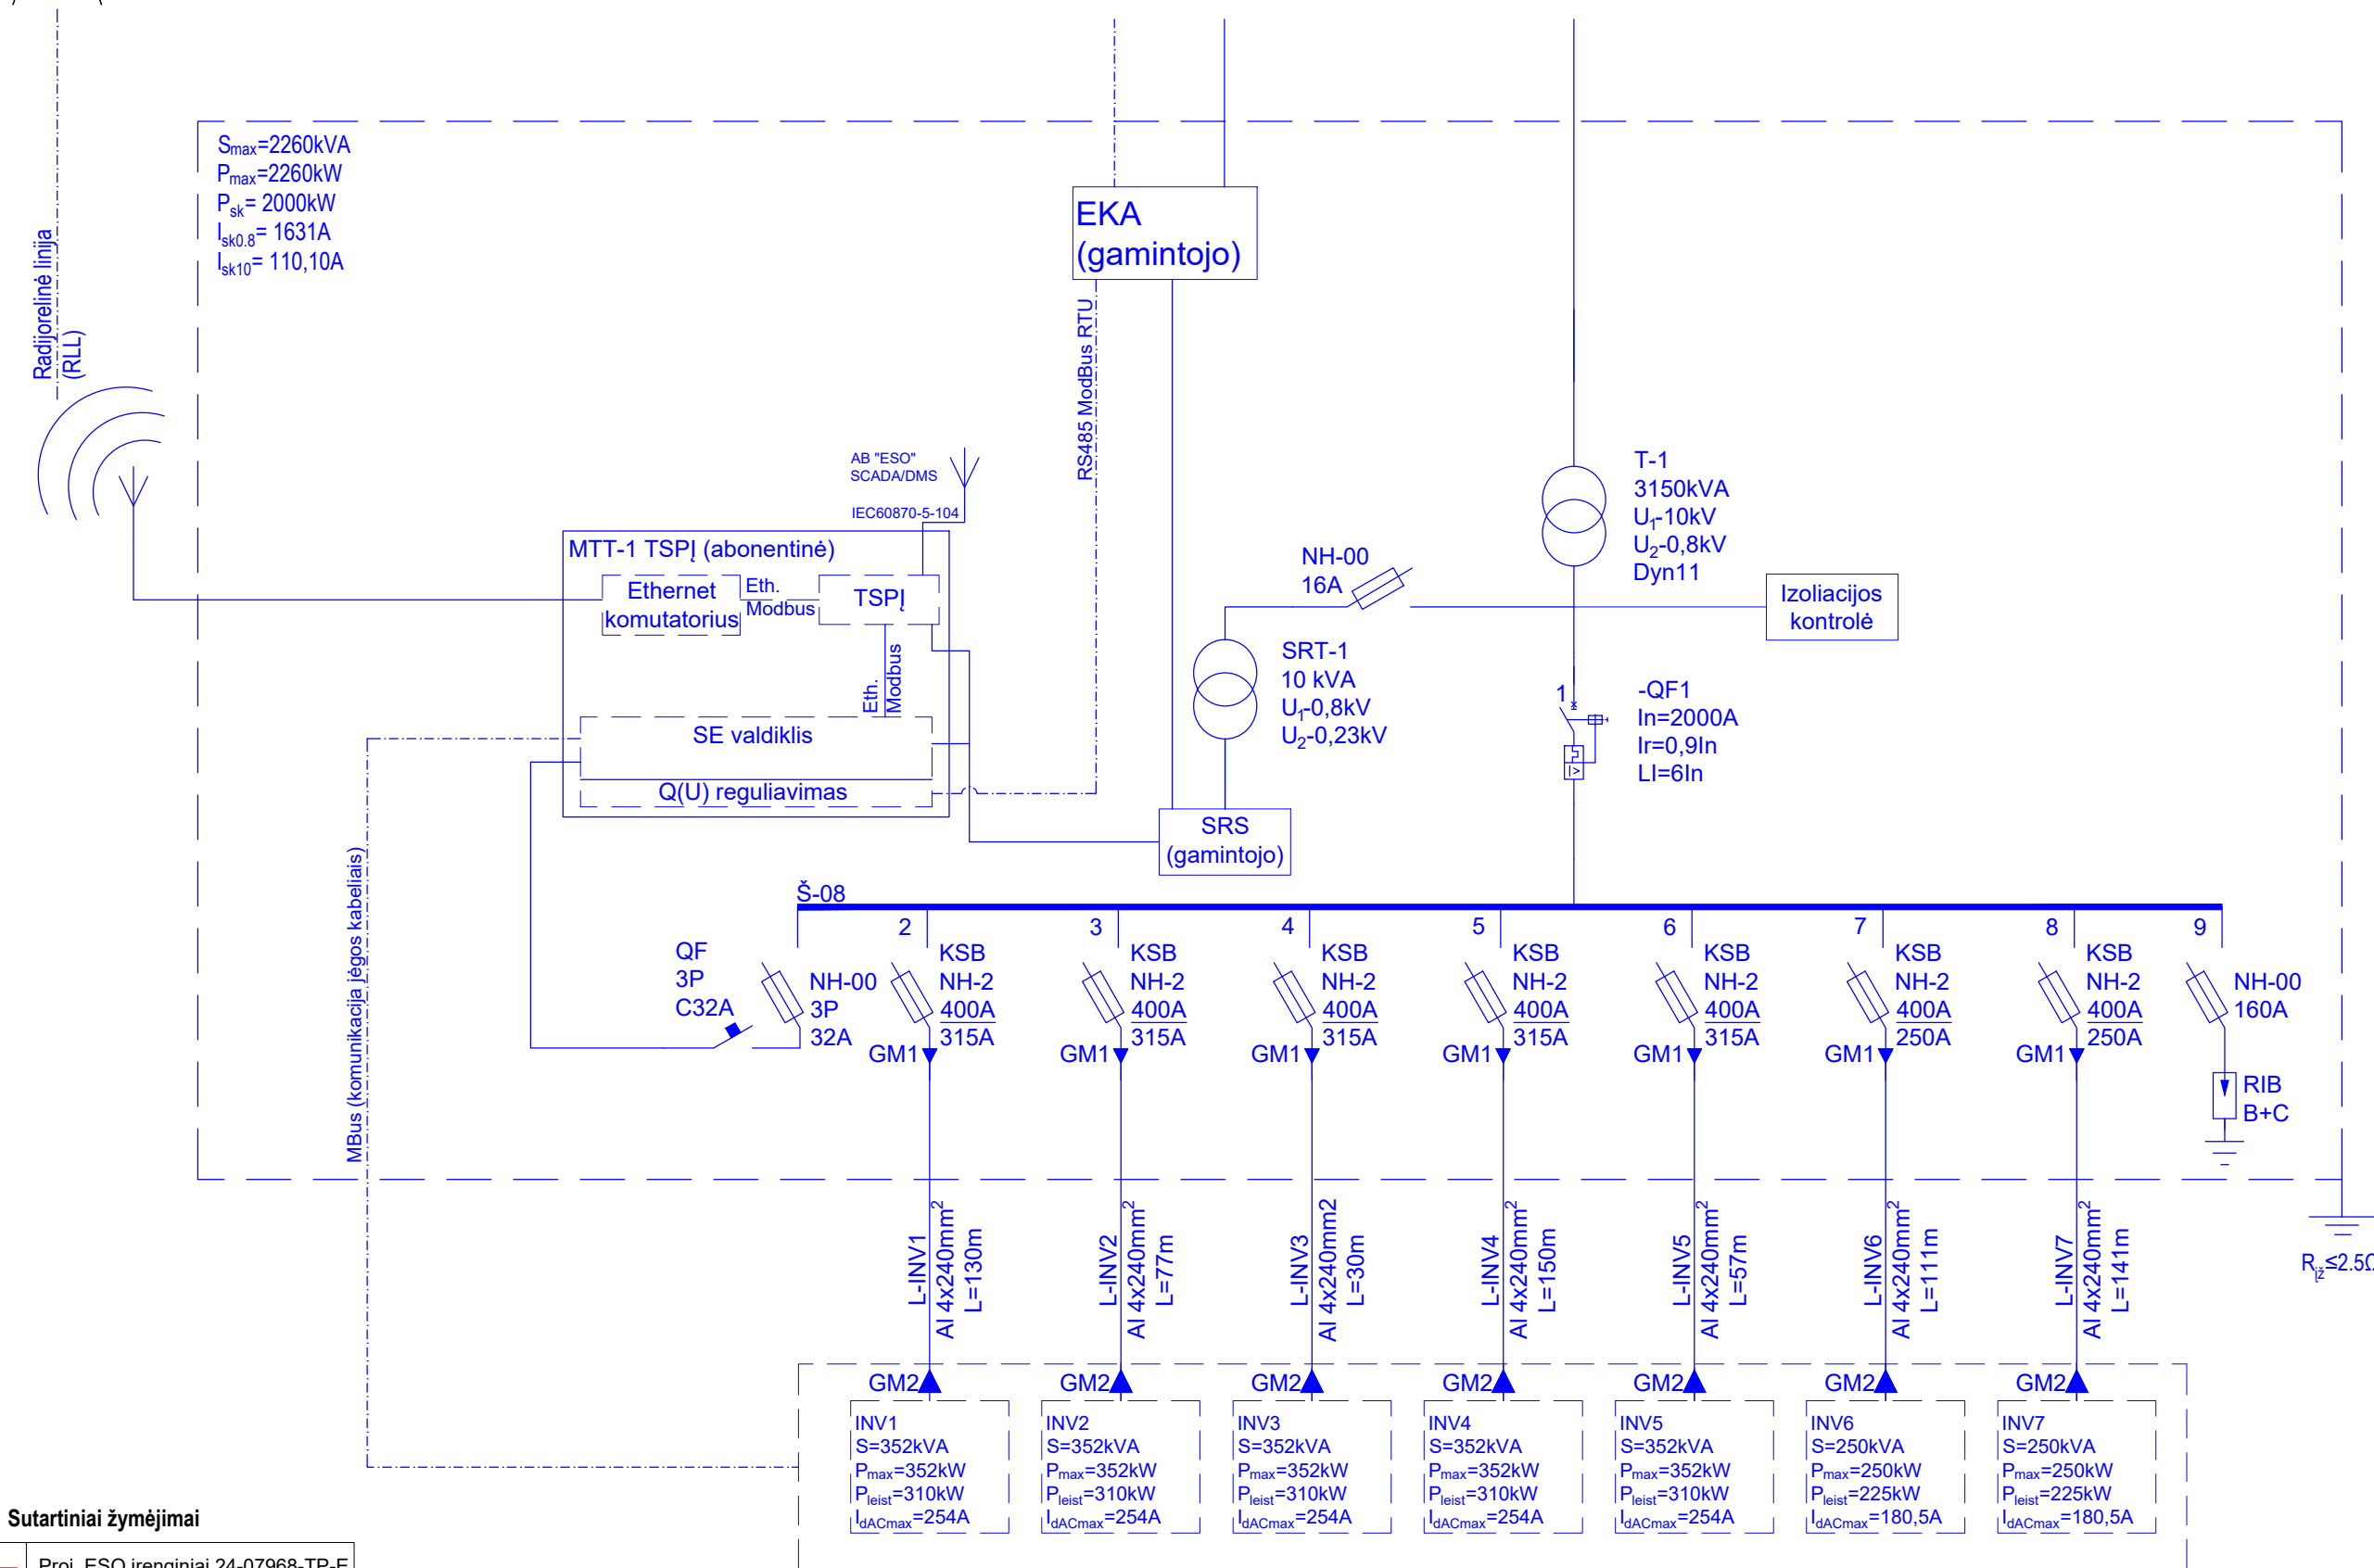 Radijorelinė linija
(RLL)
Smax=2260kVA
Pmax=2260kW
Psk= 2000kW
Isk0.8= 1631A
Isk10= 110,10A
EKA
(gamintojo)
RS485 ModBus RTU
AB "ESO"
SCADA/DMS
IEC60870-5-104
MTT-1 TSPĮ (abonentinė)
Ethernet
komutatorius
Eth.
Modbus
TSPĮ
Eth.
Modbus
SE valdiklis
Q(U) reguliavimas
MBus (komunikacija jėgos kabeliais)
NH-00
16A
T-1
3150kVA
U1-10kV
U2-0,8kV
Dyn11
Izoliacijos
kontrolė
SRT-1
10 kVA
U1-0,8kV
U2-0,23kV
1
-QF1
In=2000A
Ir=0,9In
LI=6In
SRS
(gamintojo)
Š-08
QF
3P
C32A
NH-00
3P
32A
2
KSB
NH-2
400A
315A
GM1
3
KSB
NH-2
400A
315A
GM1
4
KSB
NH-2
400A
315A
GM1
5
KSB
NH-2
400A
315A
GM1
6
KSB
NH-2
400A
315A
GM1
7
KSB
NH-2
400A
250A
GM1
8
KSB
NH-2
400A
250A
GM1
9
NH-00
160A
RIB
B+C
L-INV1
Al 4x240mm²
L=130m
L-INV2
Al 4x240mm²
L=77m
L-INV3
Al 4x240mm2
L=30m
L-INV4
Al 4x240mm²
L=150m
L-INV5
Al 4x240mm²
L=57m
L-INV6
Al 4x240mm²
L=111m
L-INV7
Al 4x240mm²
L=141m
Rįž≤2.5Ω
GM2
INV1
S=352kVA
Pmax=352kW
Pleist=310kW
IdACmax=254A
GM2
INV2
S=352kVA
Pmax=352kW
Pleist=310kW
IdACmax=254A
GM2
INV3
S=352kVA
Pmax=352kW
Pleist=310kW
IdACmax=254A
GM2
INV4
S=352kVA
Pmax=352kW
Pleist=310kW
IdACmax=254A
GM2
INV5
S=352kVA
Pmax=352kW
Pleist=310kW
IdACmax=254A
GM2
INV6
S=250kVA
Pmax=250kW
Pleist=225kW
IdACmax=180,5A
GM2
INV7
S=250kVA
Pmax=250kW
Pleist=225kW
IdACmax=180,5A
Sutartiniai žymėjimai
Proj. ESO įrenginiai 24-07968-TP-E